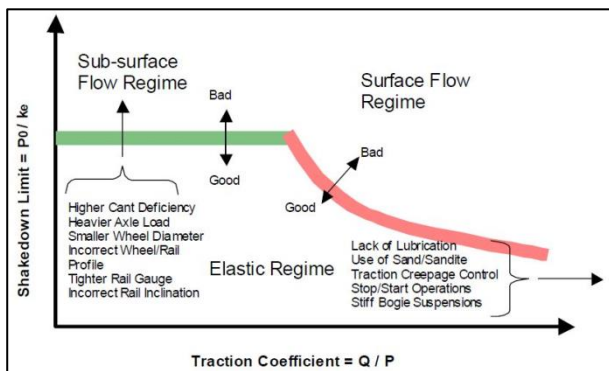 Sub-surface
Flow Regime
Surface Flow
Regime
Bad
Good
Bad
Good
Shakedown Limit = P0 / ke
Higher Cant Deficiency
Heavier Axle Load
Smaller Wheel Diameter
Incorrect Wheel/Rail
Profile
Tighter Rail Gauge
Incorrect Rail Inclination
Elastic Regime
Lack of Lubrication
Use of Sand/Sandite
Traction Creepage Control
Stop/Start Operations
Stiff Bogie Suspensions
Traction Coefficient = Q / P